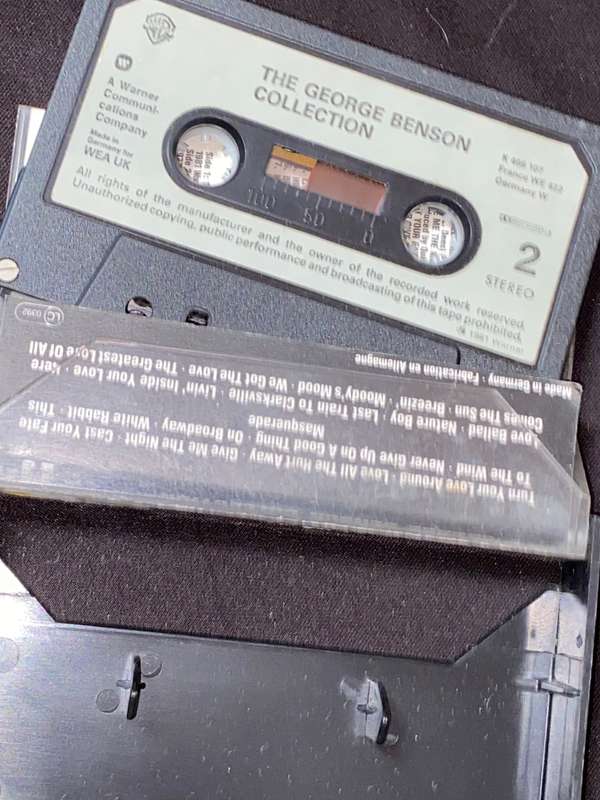 THE GEORGE BENSON
COLLECTION
A Warner
Communi-
cations
Company
Made in
Germany for
WEA UK
K 466 107
France WE 422
Germany W.
100 50 0
2
STEREO
All rights of the manufacturer and the owner of the recorded work reserved.
Unauthorized copying, public performance and broadcasting of this tape prohibited.
℗ 1981
LC 0392
Turn Your Love Around · Love All The Hurt Away · Give Me The Night · Cast Your Fate
To The Wind · Never Give Up On A Good Thing · On Broadway · White Rabbit · This
Masquerade
Love Ballad · Nature Boy · Last Train To Clarksville · Livin' Inside Your Love · Here
Comes The Sun · Breezin' · Moody's Mood · We Got The Love · The Greatest Love Of All
Made in Germany · Fabrication en Allemagne